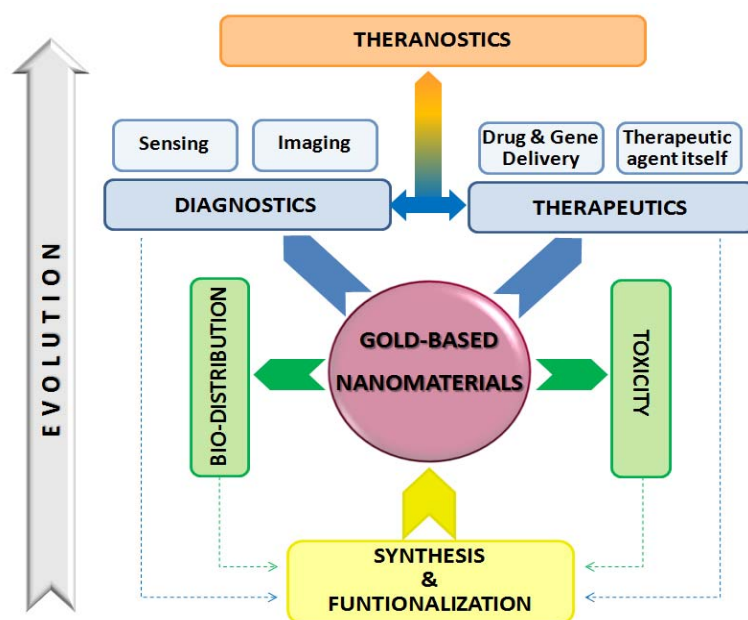 THERANOSTICS
Sensing
Imaging
Drug & Gene
Delivery
Therapeutic
agent itself
DIAGNOSTICS
THERAPEUTICS
EVOLUTION
BIO-DISTRIBUTION
GOLD-BASED
NANOMATERIALS
TOXICITY
SYNTHESIS
&
FUNTIONALIZATION